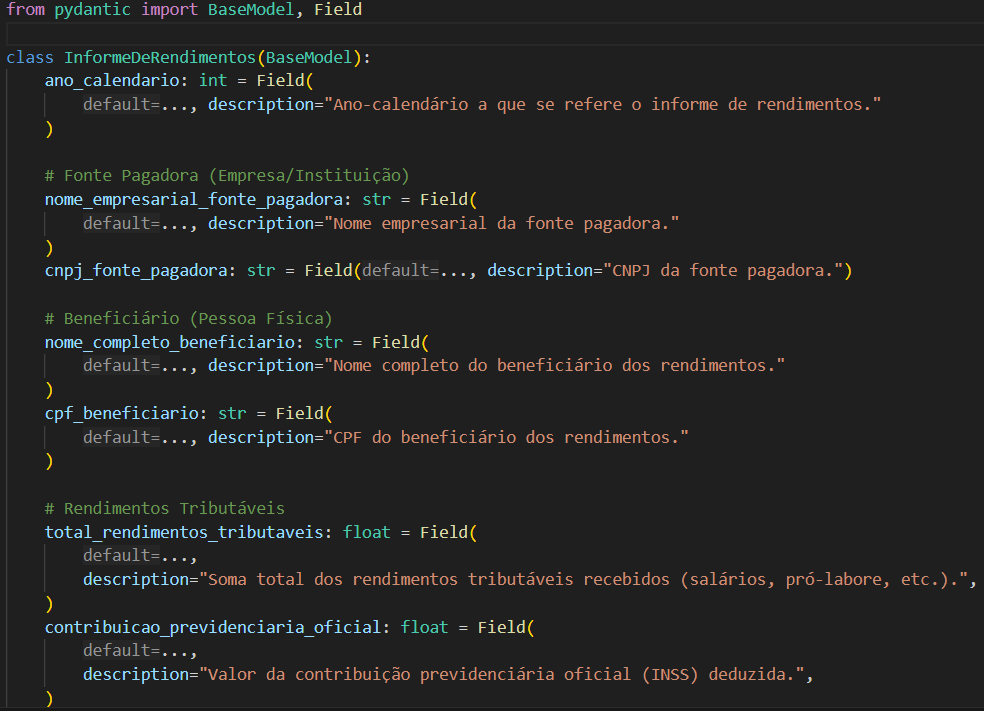 from pydantic import BaseModel, Field
class InformeDeRendimentos(BaseModel):
    ano_calendario: int = Field(
        default=..., description="Ano-calendário a que se refere o informe de rendimentos."
    )
    # Fonte Pagadora (Empresa/Instituição)
    nome_empresarial_fonte_pagadora: str = Field(
        default=..., description="Nome empresarial da fonte pagadora."
    )
    cnpj_fonte_pagadora: str = Field(default=..., description="CNPJ da fonte pagadora.")
    # Beneficiário (Pessoa Física)
    nome_completo_beneficiario: str = Field(
        default=..., description="Nome completo do beneficiário dos rendimentos."
    )
    cpf_beneficiario: str = Field(
        default=..., description="CPF do beneficiário dos rendimentos."
    )
    # Rendimentos Tributáveis
    total_rendimentos_tributaveis: float = Field(
        default=...,
        description="Soma total dos rendimentos tributáveis recebidos (salários, pró-labore, etc.).",
    )
    contribuicao_previdenciaria_oficial: float = Field(
        default=...,
        description="Valor da contribuição previdenciária oficial (INSS) deduzida.",
    )